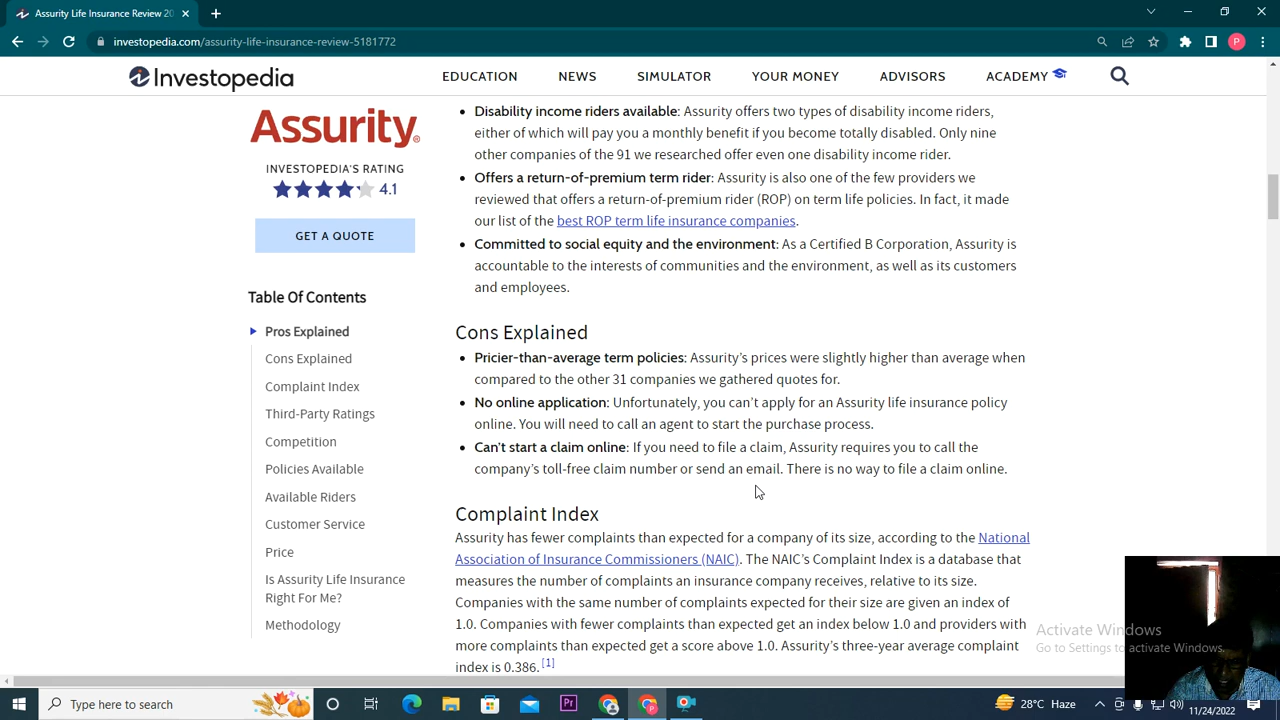 Assurity Life Insurance Review 20
investopedia.com/assurity-life-insurance-review-5181772
P
Investopedia
EDUCATION NEWS SIMULATOR YOUR MONEY ADVISORS ACADEMY
Assurity
INVESTOPEDIA'S RATING
4.1
GET A QUOTE
Table Of Contents
Pros Explained
Cons Explained
Complaint Index
Third-Party Ratings
Competition
Policies Available
Available Riders
Customer Service
Price
Is Assurity Life Insurance
Right For Me?
Methodology
• Disability income riders available: Assurity offers two types of disability income riders,
either of which will pay you a monthly benefit if you become totally disabled. Only nine
other companies of the 91 we researched offer even one disability income rider.
• Offers a return-of-premium term rider: Assurity is also one of the few providers we
reviewed that offers a return-of-premium rider (ROP) on term life policies. In fact, it made
our list of the best ROP term life insurance companies.
• Committed to social equity and the environment: As a Certified B Corporation, Assurity is
accountable to the interests of communities and the environment, as well as its customers
and employees.
Cons Explained
• Pricier-than-average term policies: Assurity's prices were slightly higher than average when
compared to the other 31 companies we gathered quotes for.
• No online application: Unfortunately, you can't apply for an Assurity life insurance policy
online. You will need to call an agent to start the purchase process.
• Can't start a claim online: If you need to file a claim, Assurity requires you to call the
company's toll-free claim number or send an email. There is no way to file a claim online.
Complaint Index
Assurity has fewer complaints than expected for a company of its size, according to the National
Association of Insurance Commissioners (NAIC). The NAIC's Complaint Index is a database that
measures the number of complaints an insurance company receives, relative to its size.
Companies with the same number of complaints expected for their size are given an index of
1.0. Companies with fewer complaints than expected get an index below 1.0 and providers with
more complaints than expected get a score above 1.0. Assurity's three-year average complaint
index is 0.386. [1]
Activate Windows
Go to Settings to activate Windows.
Type here to search
Pr
28°C Haze
11/24/2022